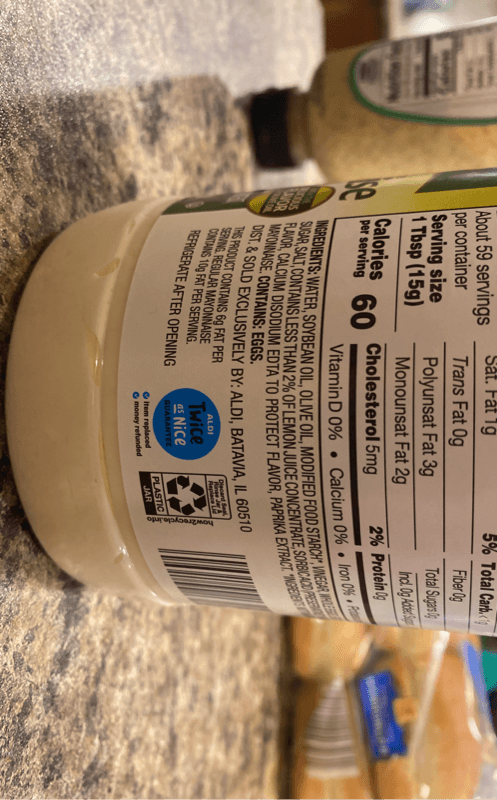 About 59 servings
per container
Serving size
1 Tbsp (15g)
Calories
per serving
60
Sat. Fat 1g
5%
Trans Fat 0g
Polyunsat Fat 3g
Monounsat Fat 2g
Cholesterol 5mg
2%
Total Carb.
Fiber 0g
Total Sugars 0g
Incl. 0g Added
Protein 0g
Vitamin D 0% • Calcium 0% • Iron 0% •
INGREDIENTS: WATER, SOYBEAN OIL, OLIVE OIL, MODIFIED FOOD STARCH*, VINEGAR,
SUGAR, SALT, CONTAINS LESS THAN 2% OF LEMON JUICE CONCENTRATE, SORBIC ACID
FLAVOR, CALCIUM DISODIUM EDTA TO PROTECT FLAVOR, PAPRIKA EXTRACT.
MAYONNAISE. CONTAINS: EGGS.
DIST. & SOLD EXCLUSIVELY BY: ALDI, BATAVIA, IL 60510
THIS PRODUCT CONTAINS 6g FAT PER
SERVING. REGULAR MAYONNAISE
CONTAINS 10g FAT PER SERVING.
REFRIGERATE AFTER OPENING
ALDI
TWICE
as NICE
GUARANTEE
item replaced
money refunded
PLASTIC
JAR
how2recycle.info